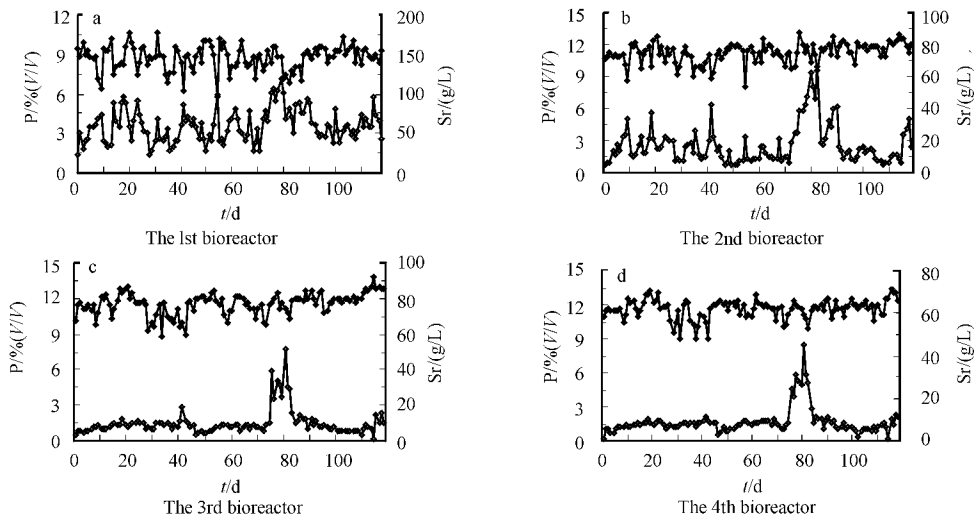 a
12
9
6
3
0
P/%(V/V)
200
150
100
50
0
Sr/(g/L)
0 20 40 60 80 100
t/d
The 1st bioreactor
b
15
12
9
6
3
0
P/%(V/V)
100
80
60
40
20
0
Sr/(g/L)
0 20 40 60 80 100
t/d
The 2nd bioreactor
c
15
12
9
6
3
0
P/%(V/V)
100
80
60
40
20
0
Sr/(g/L)
0 20 40 60 80 100
t/d
The 3rd bioreactor
d
15
12
9
6
3
0
P/%(V/V)
80
60
40
20
0
Sr/(g/L)
0 20 40 60 80 100
t/d
The 4th bioreactor